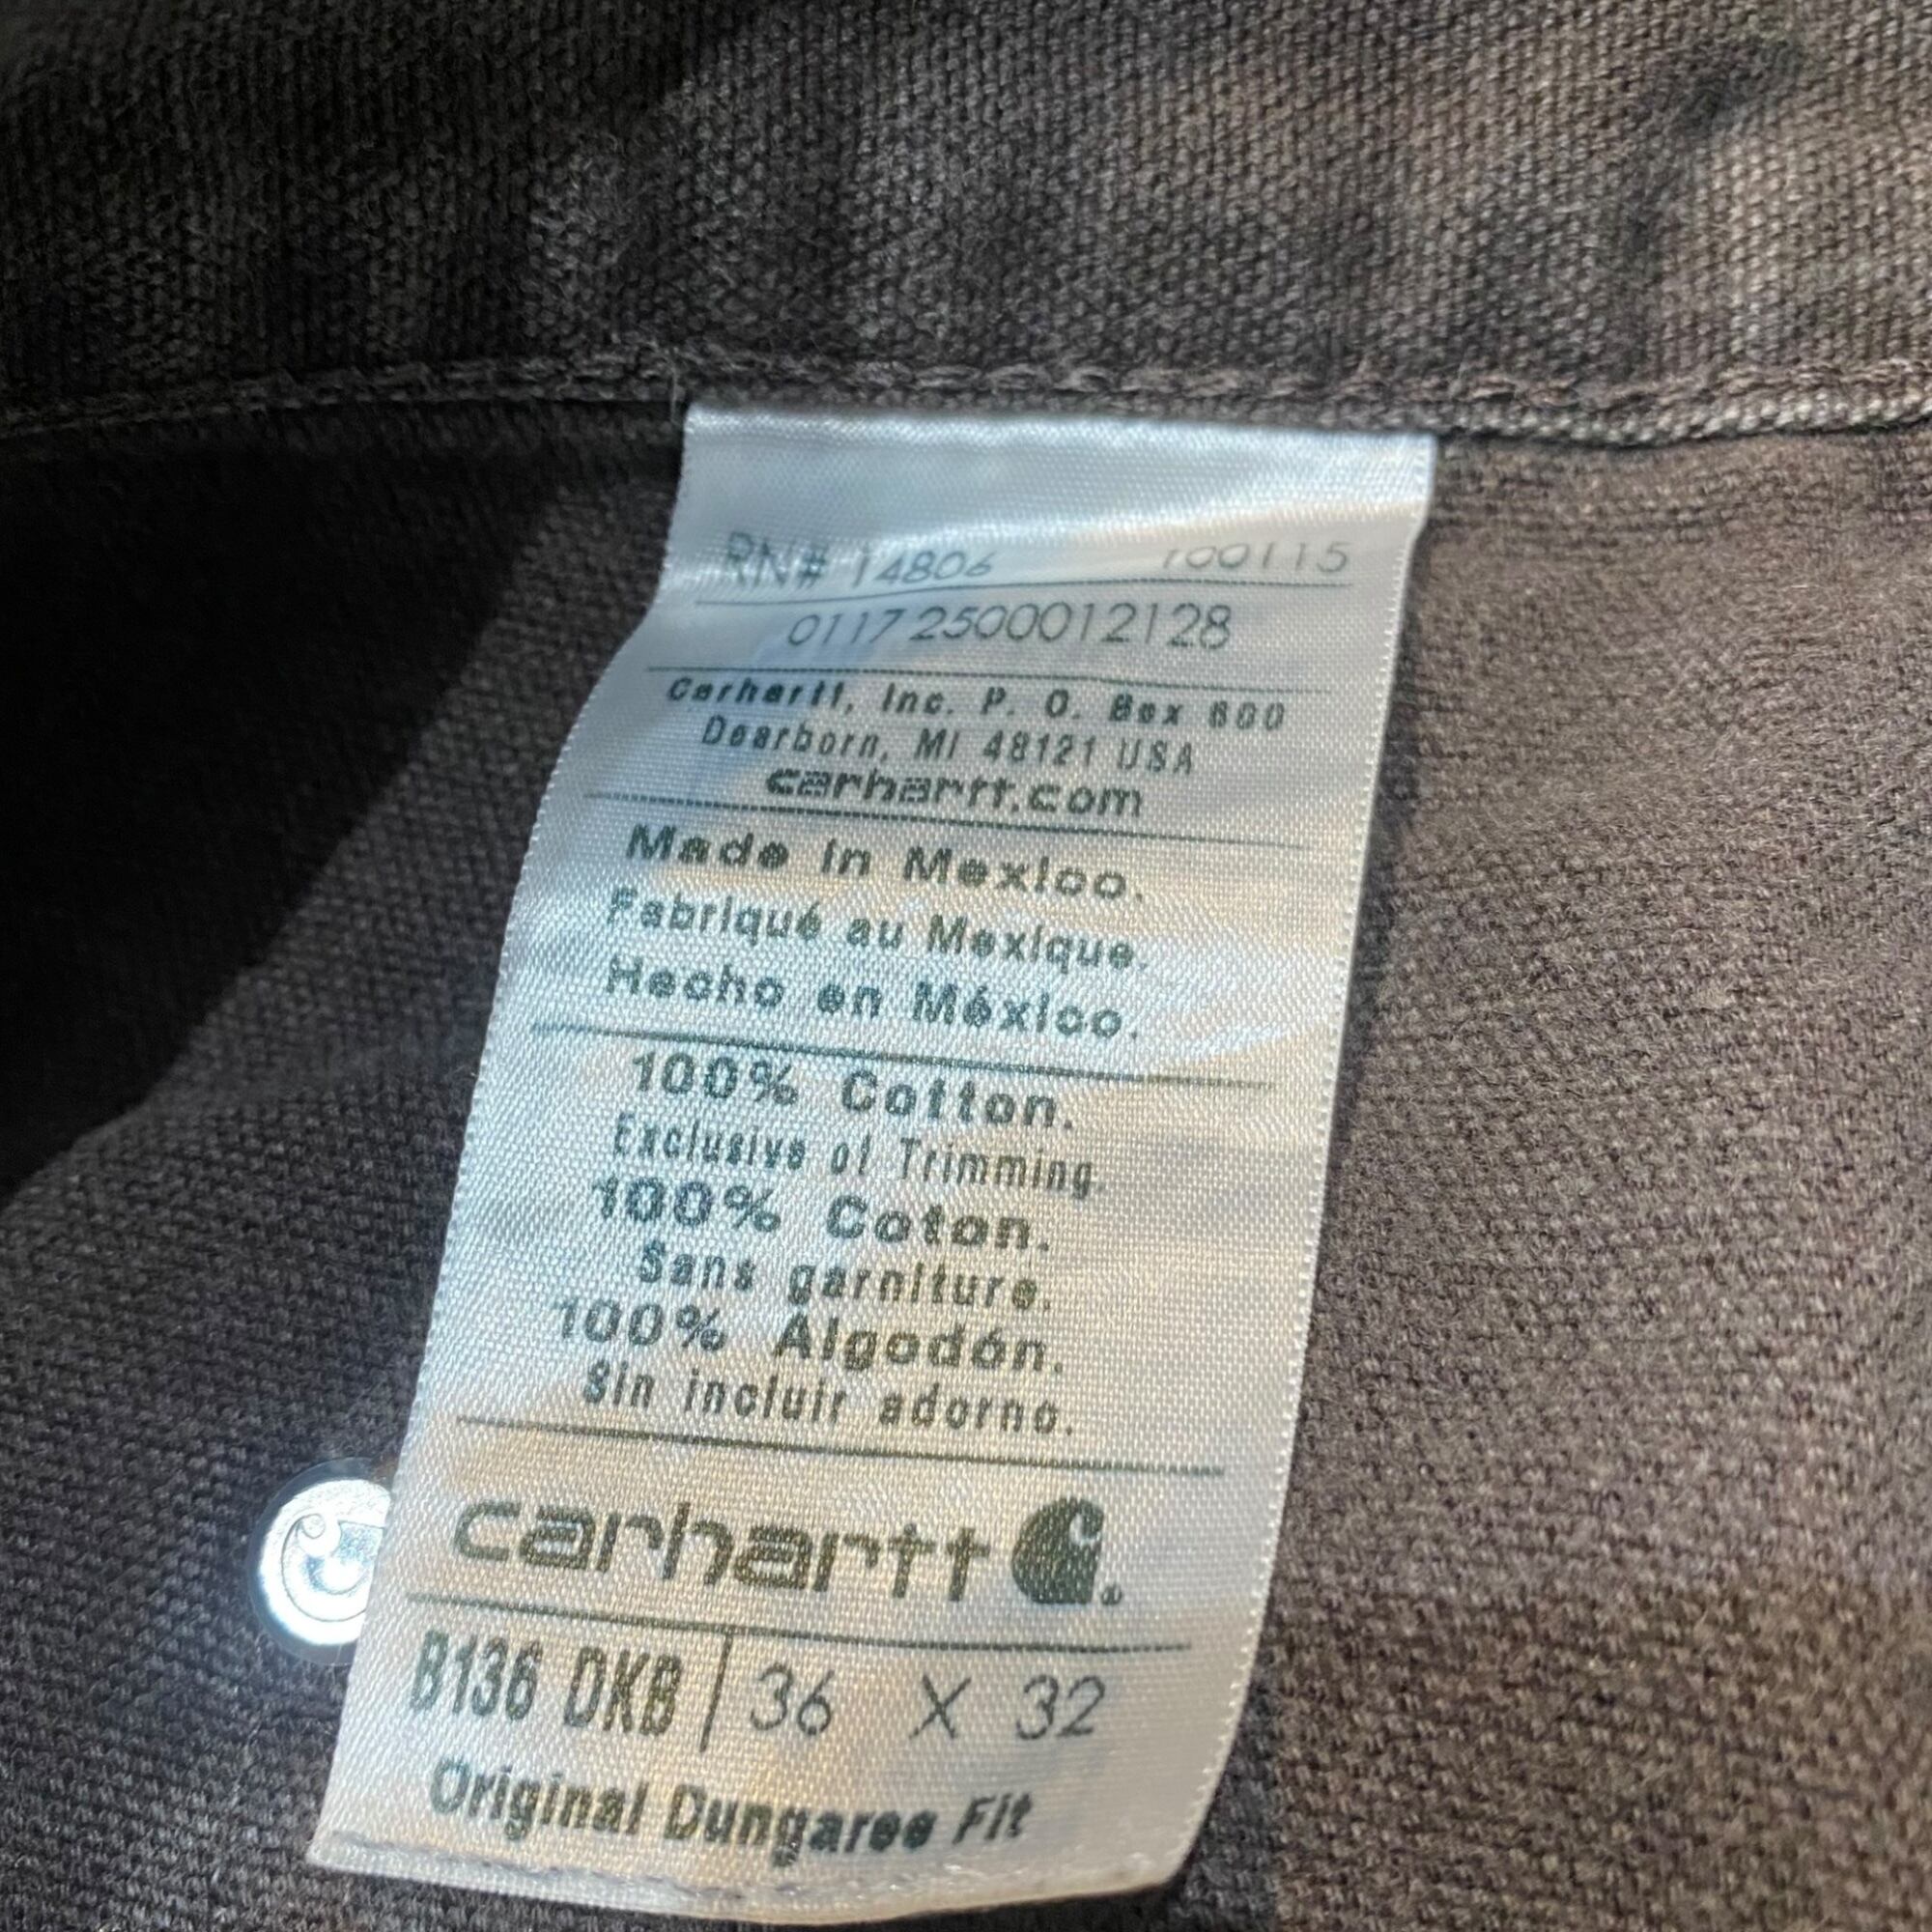 RN# 14806 100115
01172500012128
Carhartt, Inc. P. O. Box 600
Dearborn, MI 48121 USA
carhartt.com
Made in Mexico.
Fabriqué au Mexique.
Hecho en México.
100% Cotton.
Exclusive of Trimming.
100% Coton.
Sans garniture.
100% Algodón.
Sin incluir adorno.
carhartt
B136 DKB 36 X 32
Original Dungaree Fit